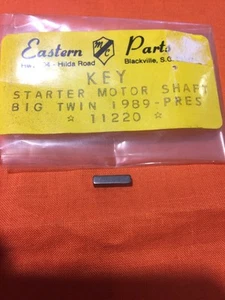 Eastern M/C Parts
Hilda Road Blackville, S.C.
KEY
STARTER MOTOR SHAFT
BIG TWIN 1989-PRES
☆ 11220 ☆